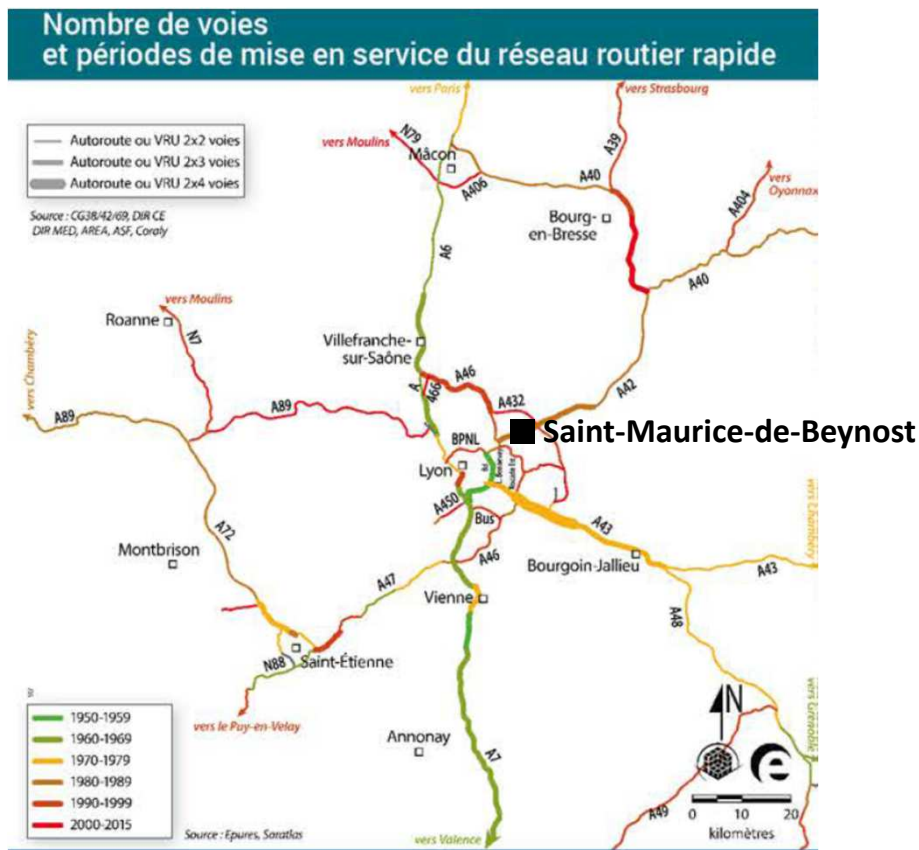 Nombre de voies
et périodes de mise en service du réseau routier rapide
Autoroute ou VRU 2x2 voies
Autoroute ou VRU 2x3 voies
Autoroute ou VRU 2x4 voies
Source : CG38/42/69, DIR CE
DIR MED, AREA, ASF, Coraly
vers Paris
vers Strasbourg
vers Moulins
N79
Mâcon
A39
A406
A40
vers
Oyonnax
A404
Bourg-
en-Bresse
A6
A40
vers Moulins
Roanne
N7
Villefranche-
sur-Saône
A46
A
466
A432
A42
vers Chambéry
A89
A89
Saint-Maurice-de-Beynost
BPNL
Lyon
A450
Bus
A43
vers Chambéry
A72
Montbrison
A46
Bourgoin-Jallieu
A43
A47
Vienne
A48
N88
Saint-Étienne
vers le Puy-en-Velay
vers Grenoble
1950-1959
1960-1969
1970-1979
1980-1989
1990-1999
2000-2015
Annonay
A7
N
e
A49
0 10 20
kilomètres
Source : Epures, Saratlas
vers Valence